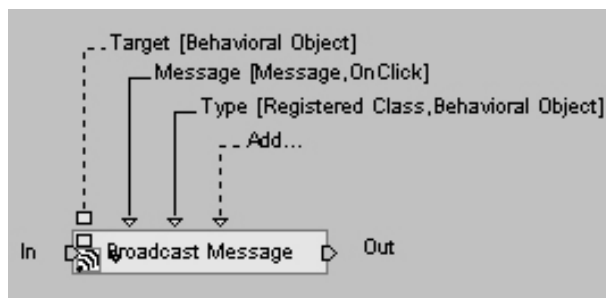 Target [Behavioral Object]
Message [Message,OnClick]
Type [Registered Class,Behavioral Object]
Add...
In Broadcast Message Out